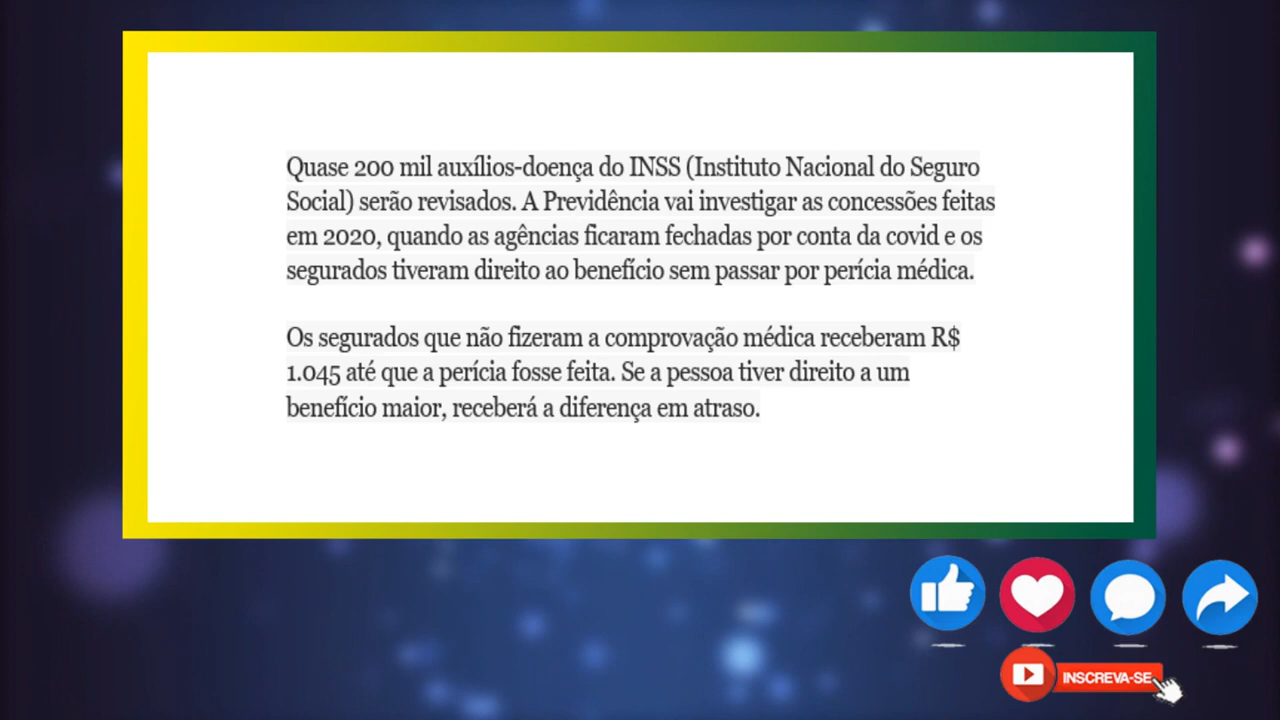 Quase 200 mil auxílios-doença do INSS (Instituto Nacional do Seguro
Social) serão revisados. A Previdência vai investigar as concessões feitas
em 2020, quando as agências ficaram fechadas por conta da covid e os
segurados tiveram direito ao benefício sem passar por perícia médica.
Os segurados que não fizeram a comprovação médica receberam R$
1.045 até que a perícia fosse feita. Se a pessoa tiver direito a um
benefício maior, receberá a diferença em atraso.
INSCREVA-SE